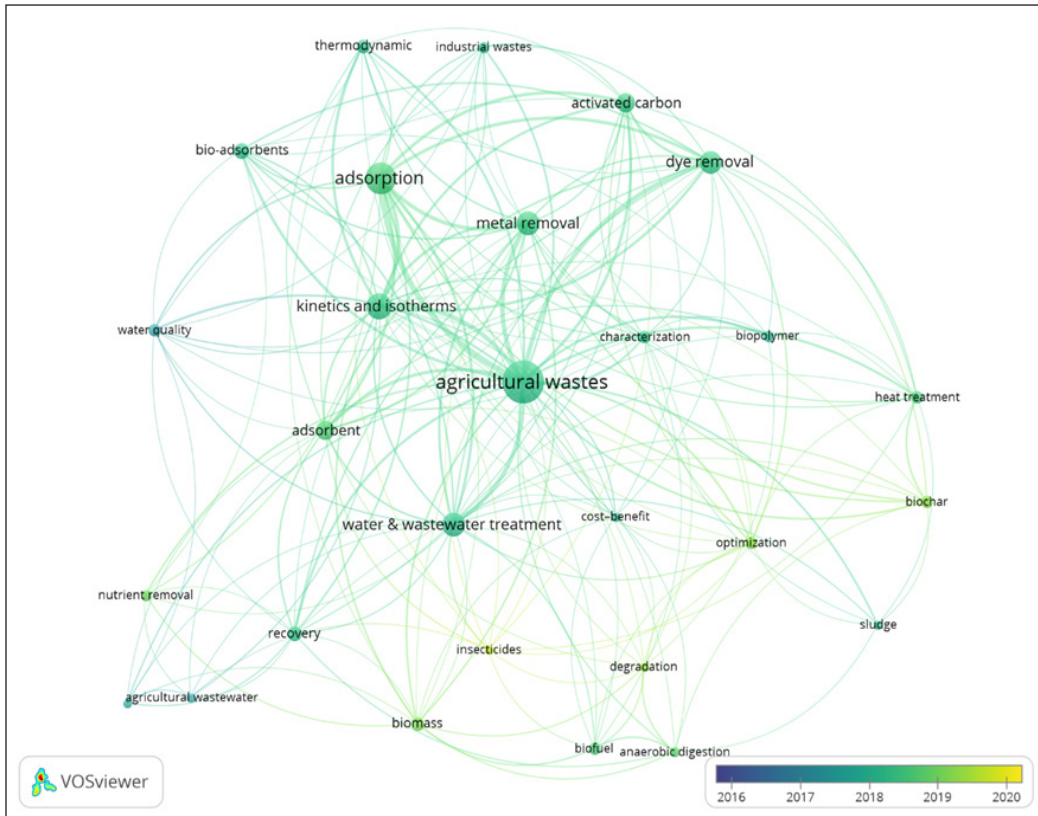 thermodynamic
industrial wastes
activated carbon
bio-adsorbents
dye removal
adsorption
metal removal
kinetics and isotherms
water quality
characterization
biopolymer
agricultural wastes
heat treatment
adsorbent
biochar
water & wastewater treatment
cost–benefit
optimization
nutrient removal
recovery
sludge
insecticides
degradation
agricultural wastewater
biomass
biofuel
anaerobic digestion
VOSviewer
2016 2017 2018 2019 2020